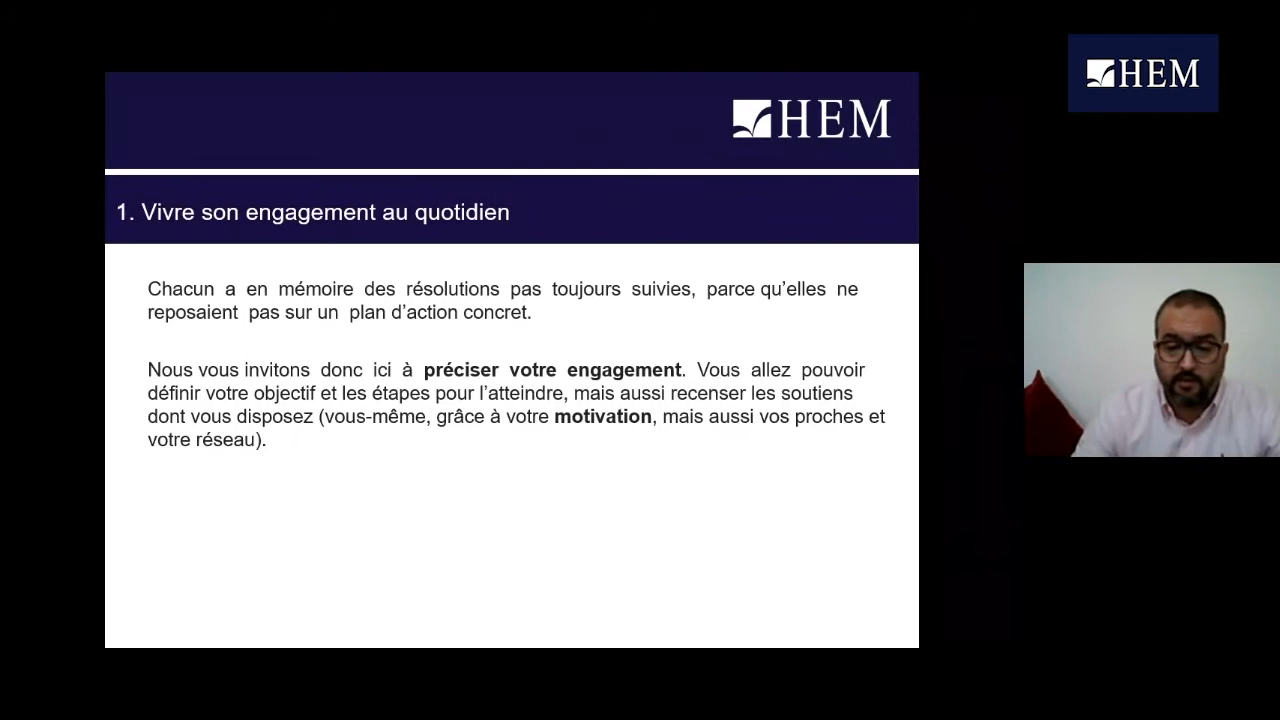 HEM
HEM
1. Vivre son engagement au quotidien
Chacun a en mémoire des résolutions pas toujours suivies, parce qu’elles ne
reposaient pas sur un plan d’action concret.
Nous vous invitons donc ici à préciser votre engagement. Vous allez pouvoir
définir votre objectif et les étapes pour l’atteindre, mais aussi recenser les soutiens
dont vous disposez (vous-même, grâce à votre motivation, mais aussi vos proches et
votre réseau).